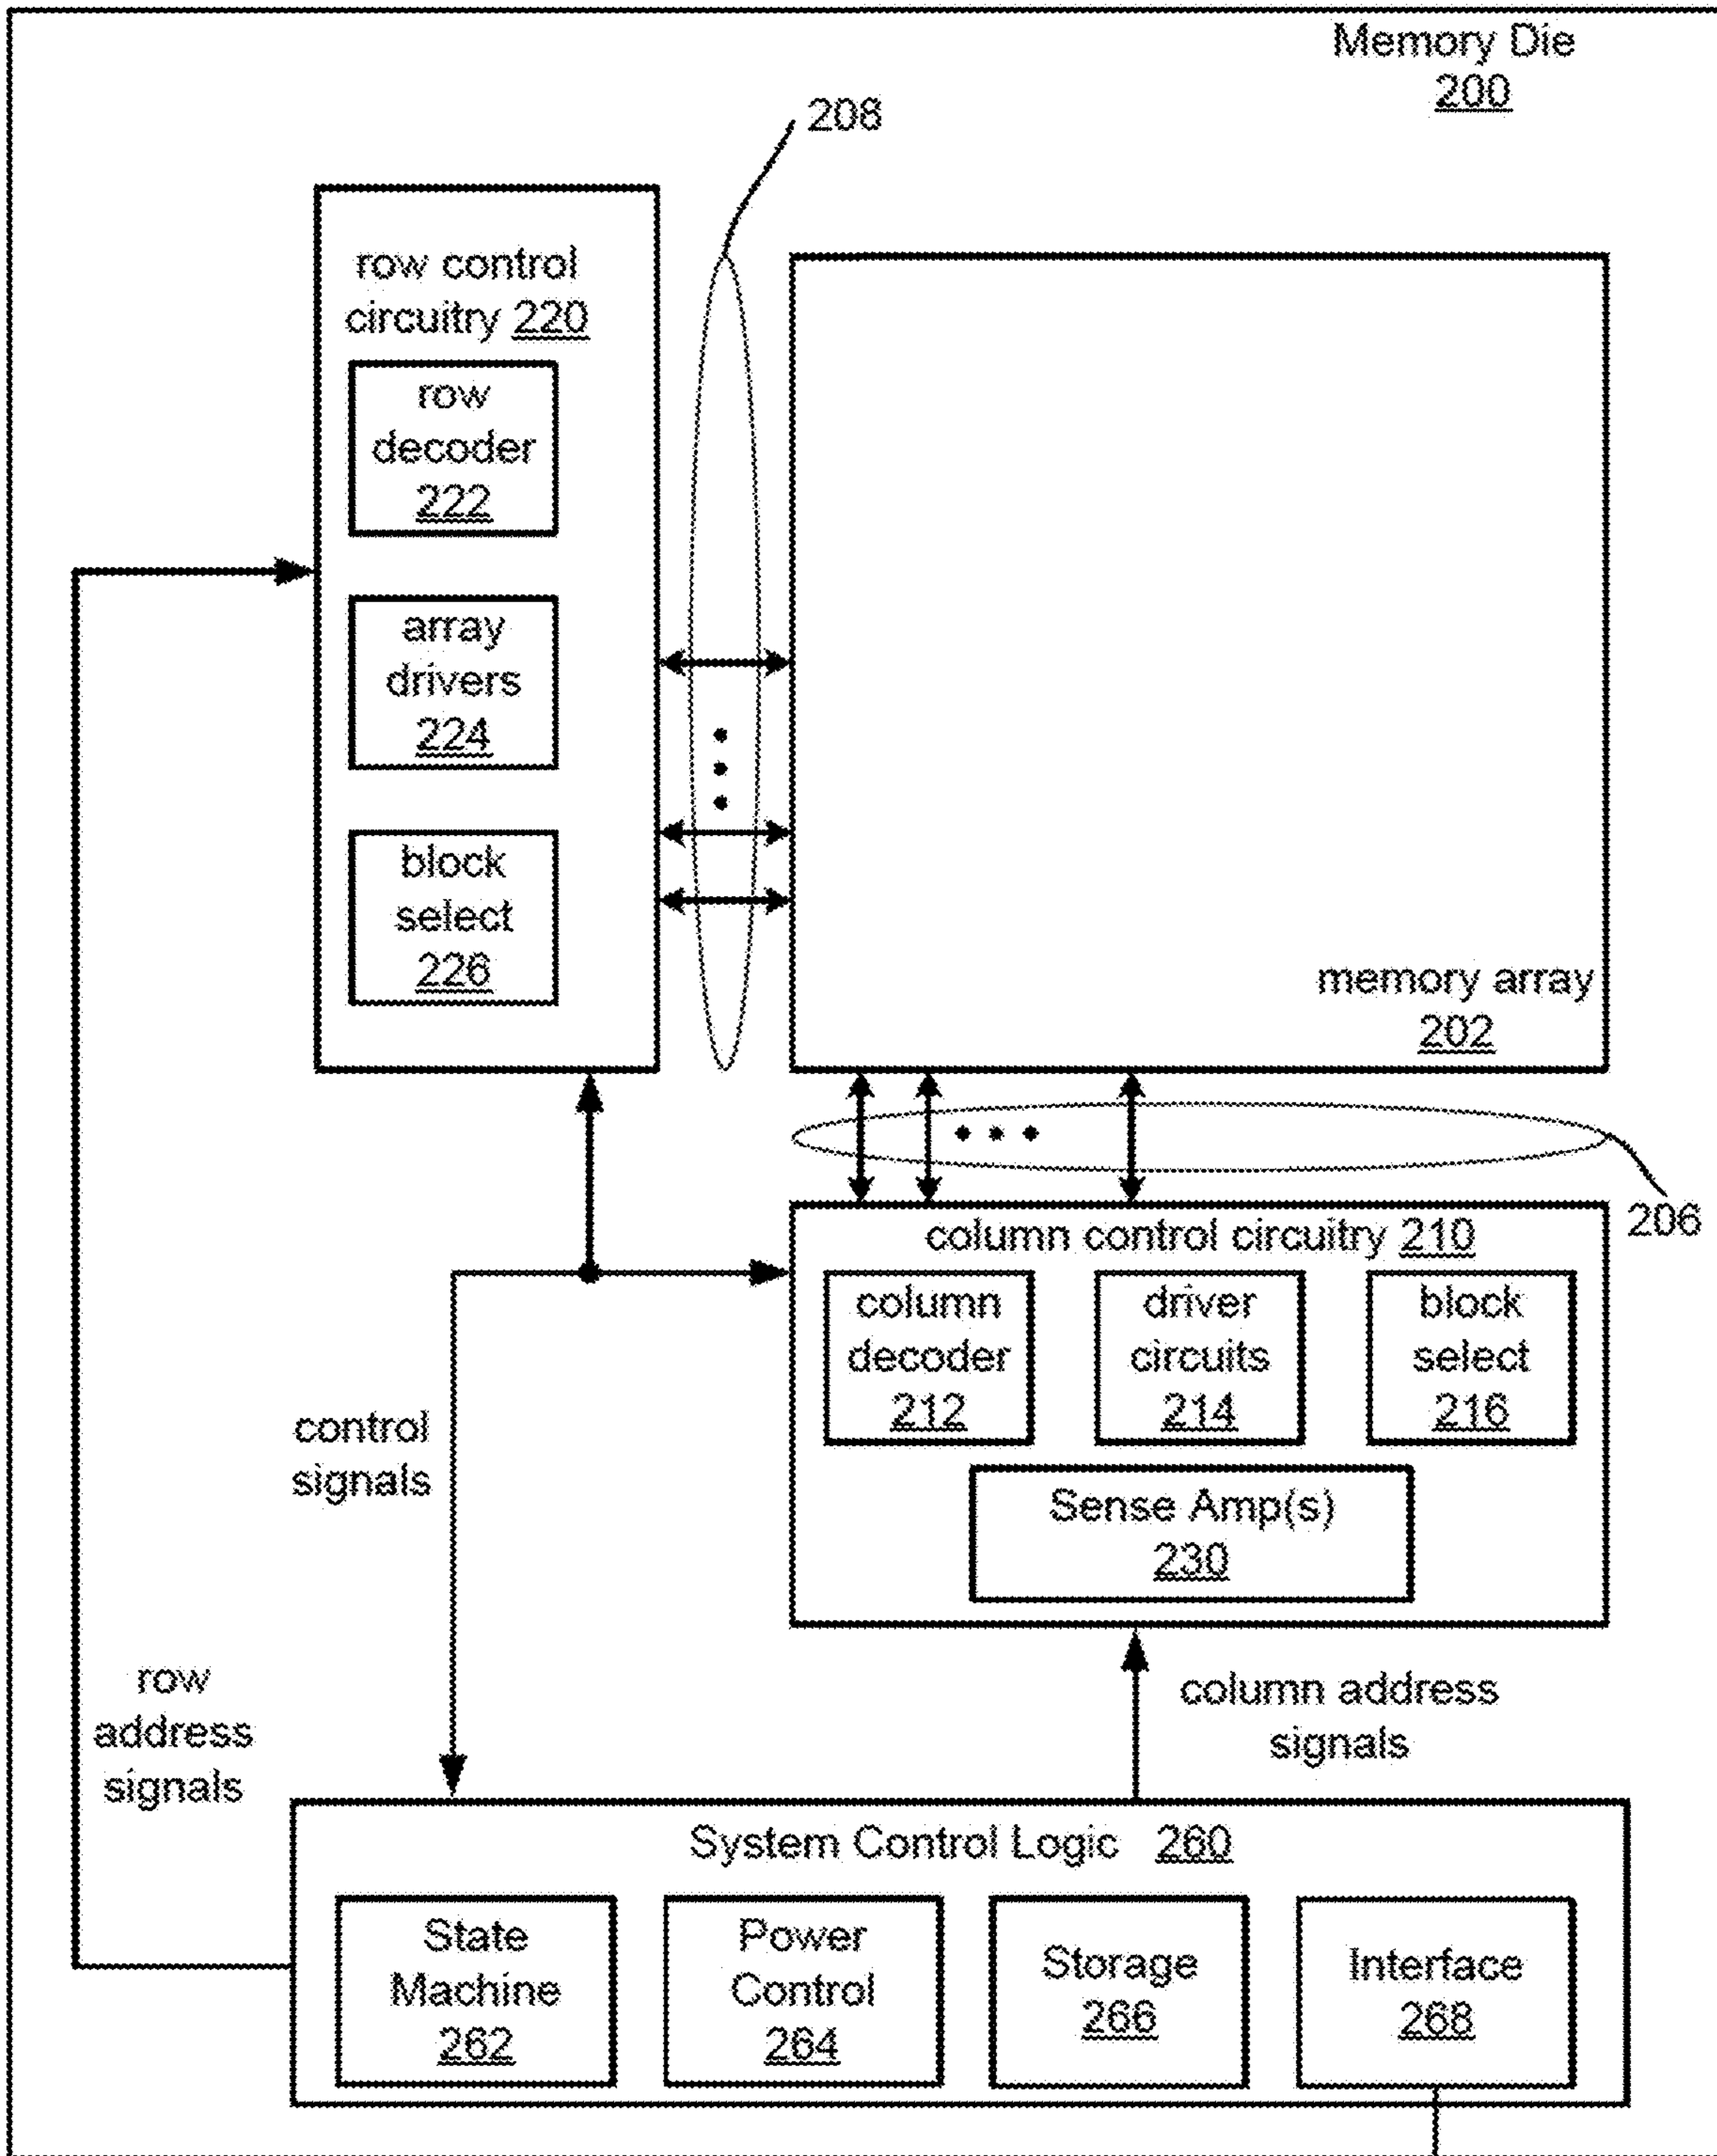 Memory Die
200
208
row control
circuitry 220
row
decoder
222
array
drivers
224
block
select
226
memory array
202
206
column control circuitry 210
column
decoder
212
driver
circuits
214
block
select
216
Sense Amp(s)
230
control
signals
row
address
signals
column address
signals
System Control Logic 260
State
Machine
262
Power
Control
264
Storage
266
Interface
268